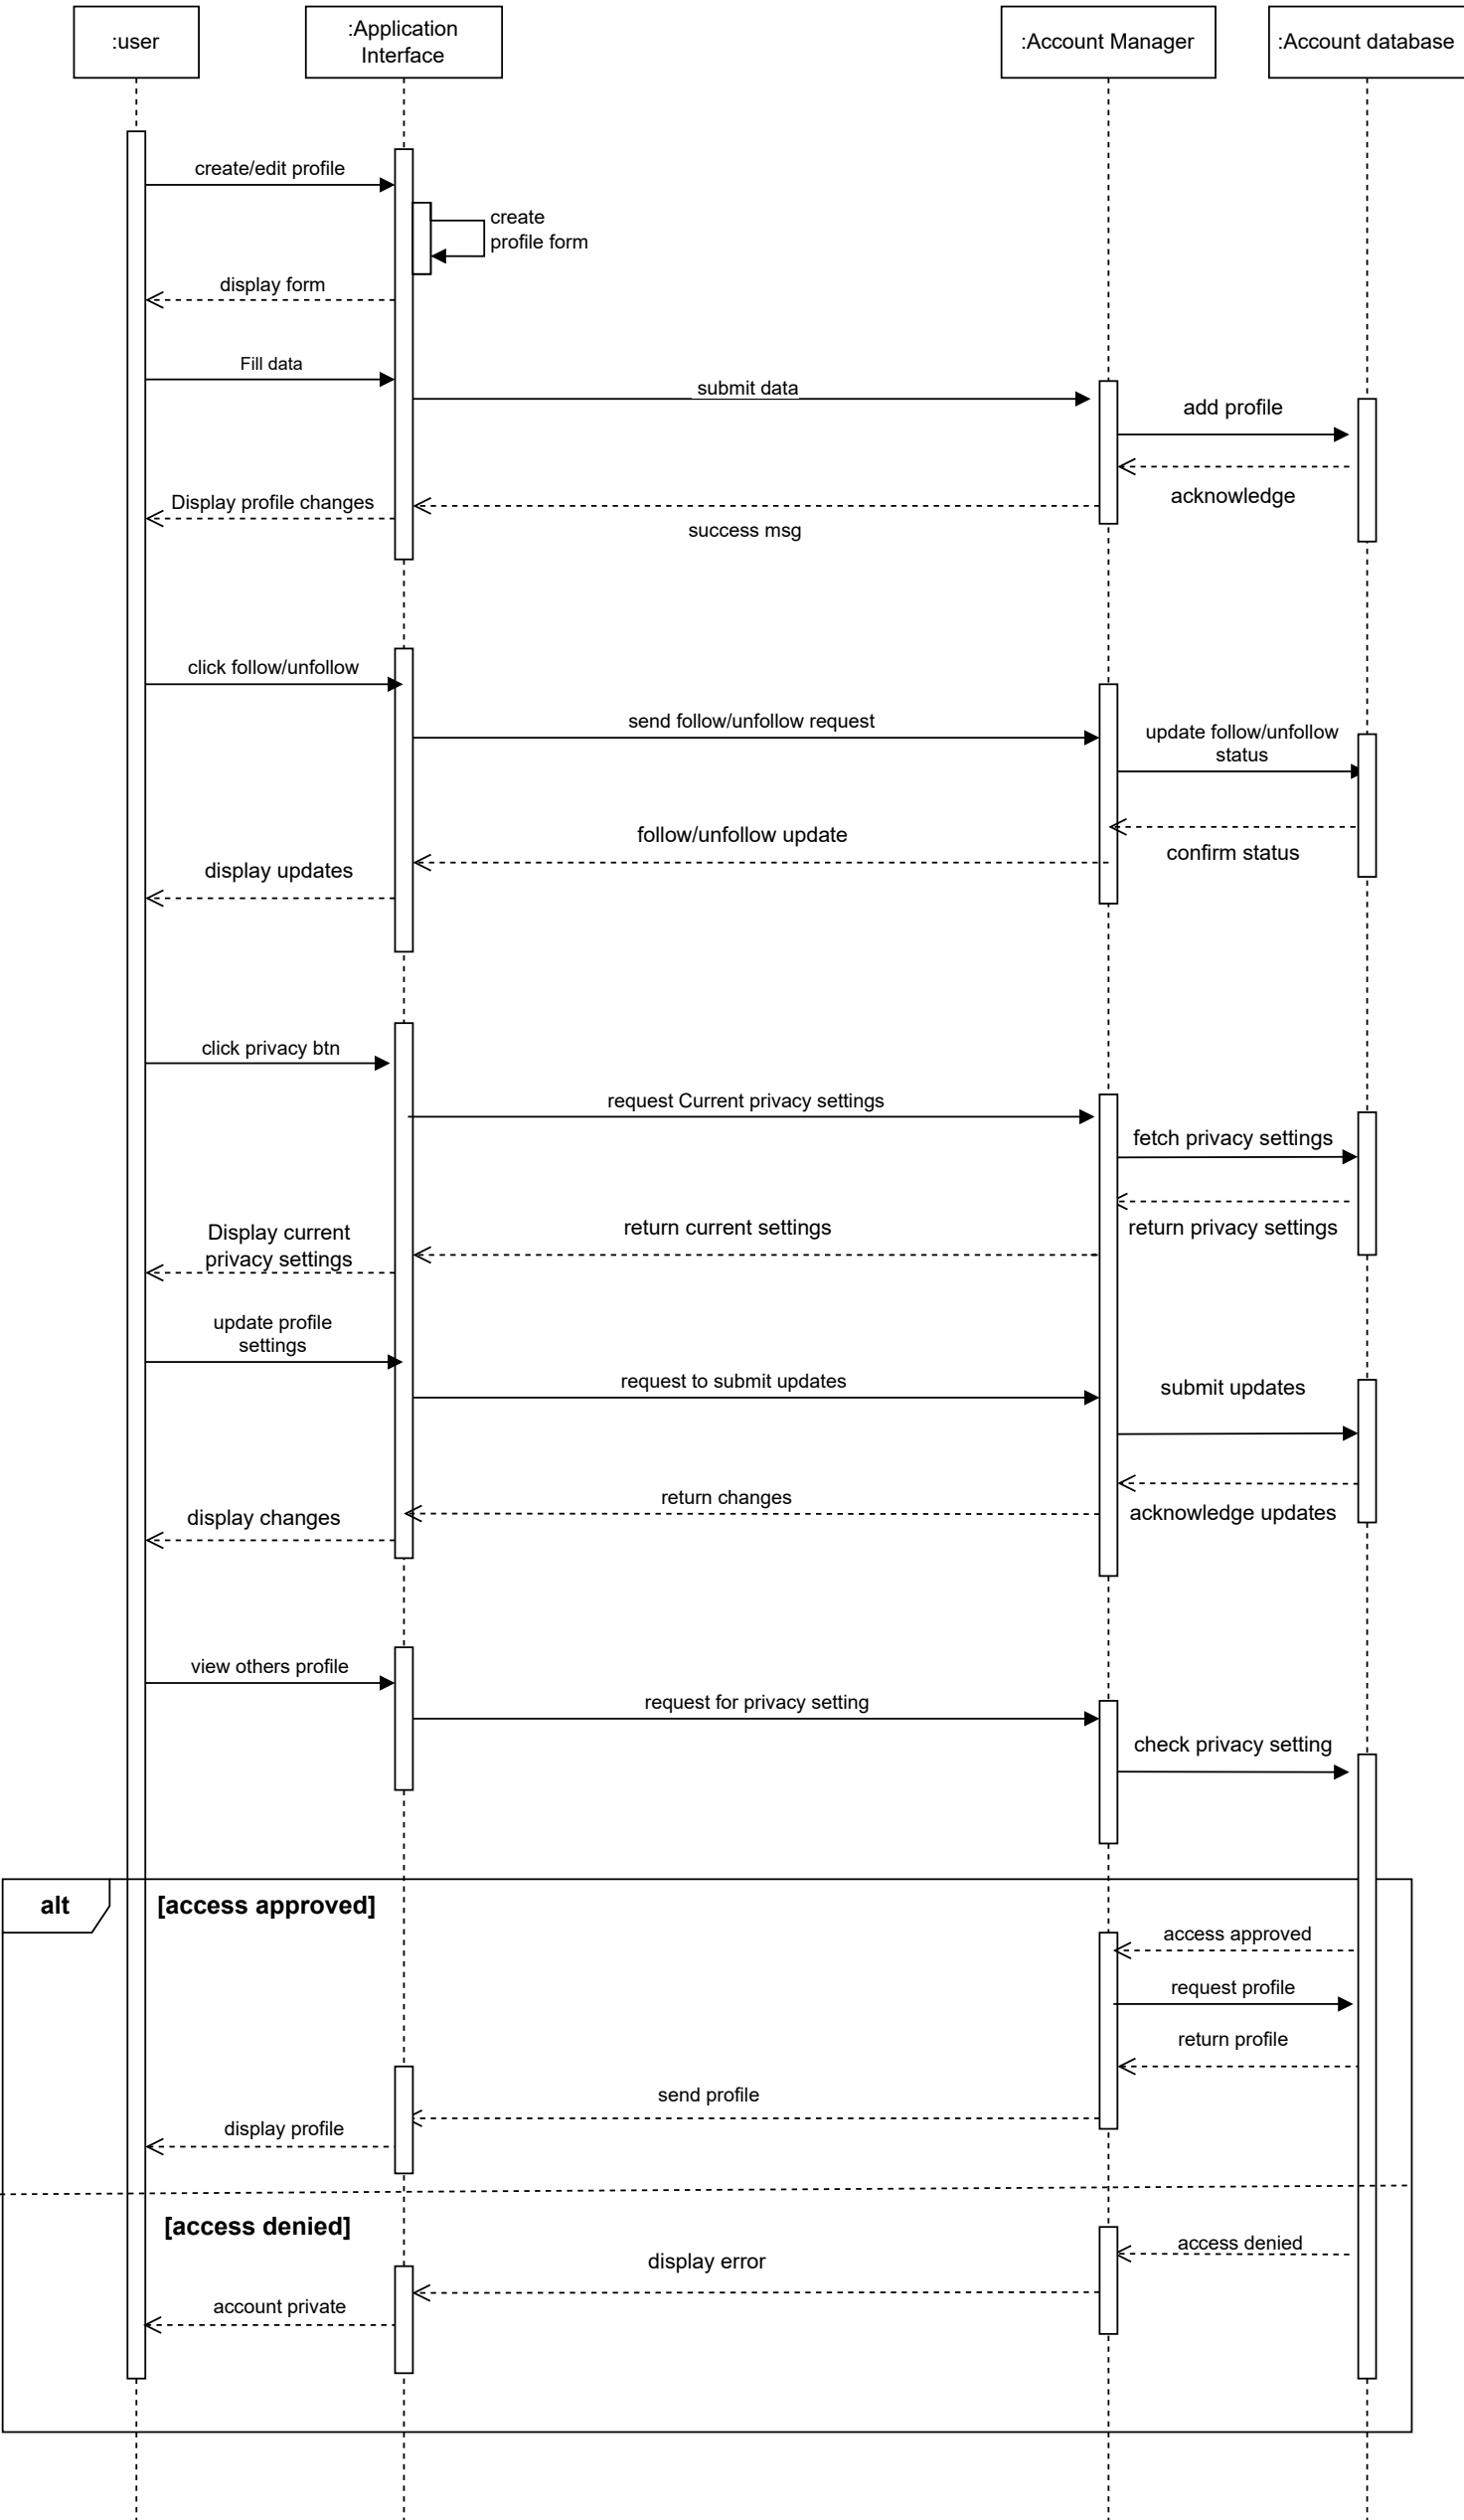 :user
:Application
Interface
:Account Manager
:Account database
create/edit profile
create
profile form
display form
Fill data
submit data
add profile
acknowledge
Display profile changes
success msg
click follow/unfollow
send follow/unfollow request
update follow/unfollow
status
follow/unfollow update
confirm status
display updates
click privacy btn
request Current privacy settings
fetch privacy settings
return privacy settings
return current settings
Display current
privacy settings
update profile
settings
request to submit updates
submit updates
return changes
acknowledge updates
display changes
view others profile
request for privacy setting
check privacy setting
alt
[access approved]
access approved
request profile
return profile
send profile
display profile
[access denied]
access denied
display error
account private